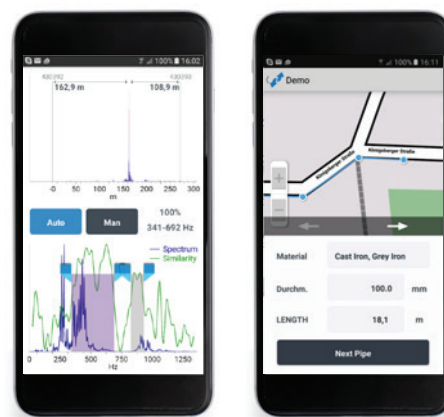 100% 16:02
162,9 m
108,9 m
-0 50 100 150 200 250 300
m
Auto
Man
100%
341-692 Hz
Spectrum
Similarity
0 250 500 750 1000 1250
Hz
100% 16:11
Demo
Königsberger Straße
Königsberger Straße
+
−
Material
Cast Iron, Grey Iron
Durchm.
100.0
mm
LENGTH
18,1
m
Next Pipe